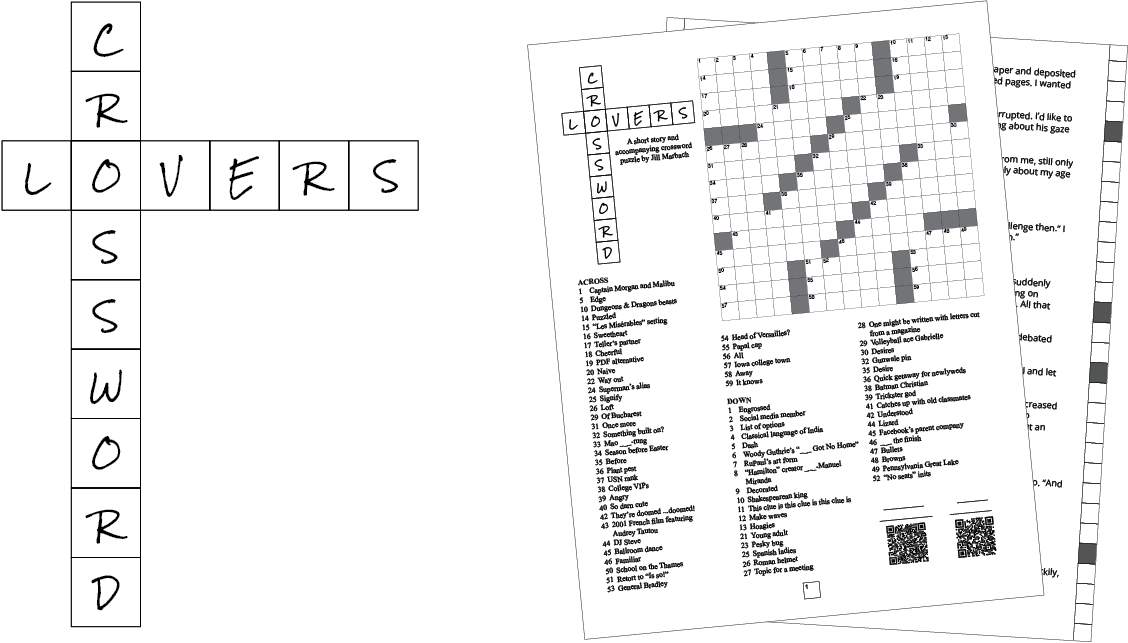 CROSSWORD
LOVERS
CROSSWORD
LOVERS
A short story and
accompanying crossword
puzzle by Jill Marbach
ACROSS
1 Captain Morgan and Malibu
5 Edge
10 Dungeons & Dragons beasts
14 Puzzled
15 "Les Misérables" setting
16 Sweetheart
17 Teller's partner
18 Cheerful
19 PDF alternative
20 Naive
22 Way out
24 Superman's alias
25 Signify
26 Loft
29 Of Bucharest
31 Once more
32 Something built on?
33 Mao ___-tung
34 Season before Easter
35 Before
36 Plant pest
37 USN rank
38 College VIPs
39 Angry
40 So darn cute
42 They're doomed ...doomed!
43 2001 French film featuring
Audrey Tautou
44 DJ Steve
45 Ballroom dance
46 Familiar
50 School on the Thames
51 Retort to "Is so!"
53 General Bradley
54 Head of Versailles?
55 Papal cap
56 All
57 Iowa college town
58 Away
59 It knows
DOWN
1 Engrossed
2 Social media member
3 List of options
4 Classical language of India
5 Dash
6 Woody Guthrie's "___ Got No Home"
7 RuPaul's art form
8 "Hamilton" creator ___-Manuel
Miranda
9 Decorated
10 Shakespearean king
11 This clue is this clue is this clue is
12 Make waves
13 Hoagies
21 Young adult
23 Pesky bug
25 Spanish ladies
26 Roman helmet
27 Topic for a meeting
28 One might be written with letters cut
from a magazine
29 Volleyball ace Gabrielle
30 Desires
32 Gunwale pin
35 Desire
36 Quick getaway for newlyweds
38 Batman Christian
39 Trickster god
41 Catches up with old classmates
42 Understood
44 Lizard
45 Facebook's parent company
46 ___ the finish
47 Bullets
48 Browns
49 Pennsylvania Great Lake
52 "No seats" inits
1
aper and deposited
ed pages. I wanted
rrupted. I'd like to
ng about his gaze
rom me, still only
ly about my age
llenge then." I
n."
uddenly
ng on
. All that
debated
l and let
creased
t an
o. "And
kkily,